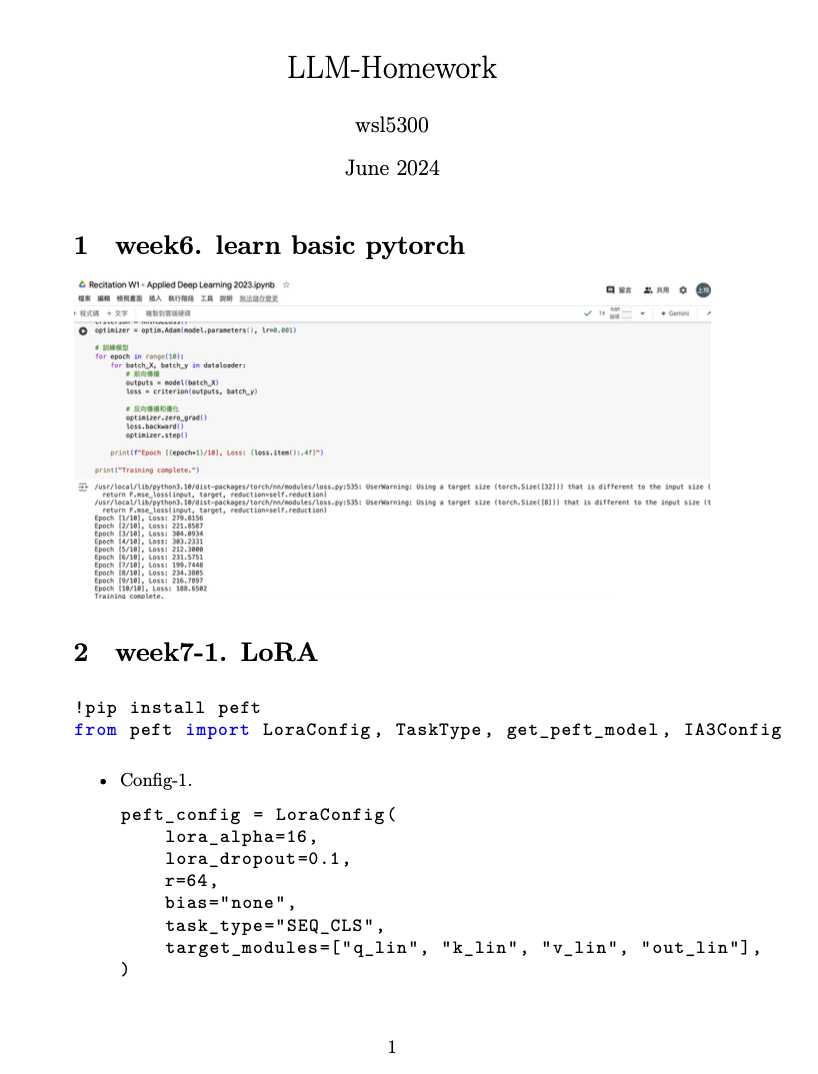 LLM-Homework
wsl5300
June 2024
1 week6. learn basic pytorch
Recitation W1 - Applied Deep Learning 2023.ipynb
檔案 編輯 檢視畫面 插入 執行階段 工具 說明 無法儲存變更
留言 共用
程式碼 + 文字 複製到雲端硬碟
T4 RAM 磁碟 Gemini
optimizer = optim.Adam(model.parameters(), lr=0.001)
# 訓練模型
for epoch in range(10):
for batch_X, batch_y in dataloader:
# 前向傳播
outputs = model(batch_X)
loss = criterion(outputs, batch_y)
# 反向傳播和優化
optimizer.zero_grad()
loss.backward()
optimizer.step()
print(f"Epoch [{epoch+1}/10], Loss: {loss.item():.4f}")
print("Training complete.")
/usr/local/lib/python3.10/dist-packages/torch/nn/modules/loss.py:535: UserWarning: Using a target size (torch.Size([32])) that is different to the input size (
return F.mse_loss(input, target, reduction=self.reduction)
/usr/local/lib/python3.10/dist-packages/torch/nn/modules/loss.py:535: UserWarning: Using a target size (torch.Size([8])) that is different to the input size (t
return F.mse_loss(input, target, reduction=self.reduction)
Epoch [1/10], Loss: 279.8156
Epoch [2/10], Loss: 221.8587
Epoch [3/10], Loss: 304.0934
Epoch [4/10], Loss: 303.2331
Epoch [5/10], Loss: 212.3000
Epoch [6/10], Loss: 231.5751
Epoch [7/10], Loss: 199.7448
Epoch [8/10], Loss: 234.3805
Epoch [9/10], Loss: 216.7897
Epoch [10/10], Loss: 188.6502
Training complete.
2 week7-1. LoRA
!pip install peft
from peft import LoraConfig, TaskType, get_peft_model, IA3Config
• Config-1.
peft_config = LoraConfig(
lora_alpha=16,
lora_dropout=0.1,
r=64,
bias="none",
task_type="SEQ_CLS",
target_modules=["q_lin", "k_lin", "v_lin", "out_lin"],
)
1